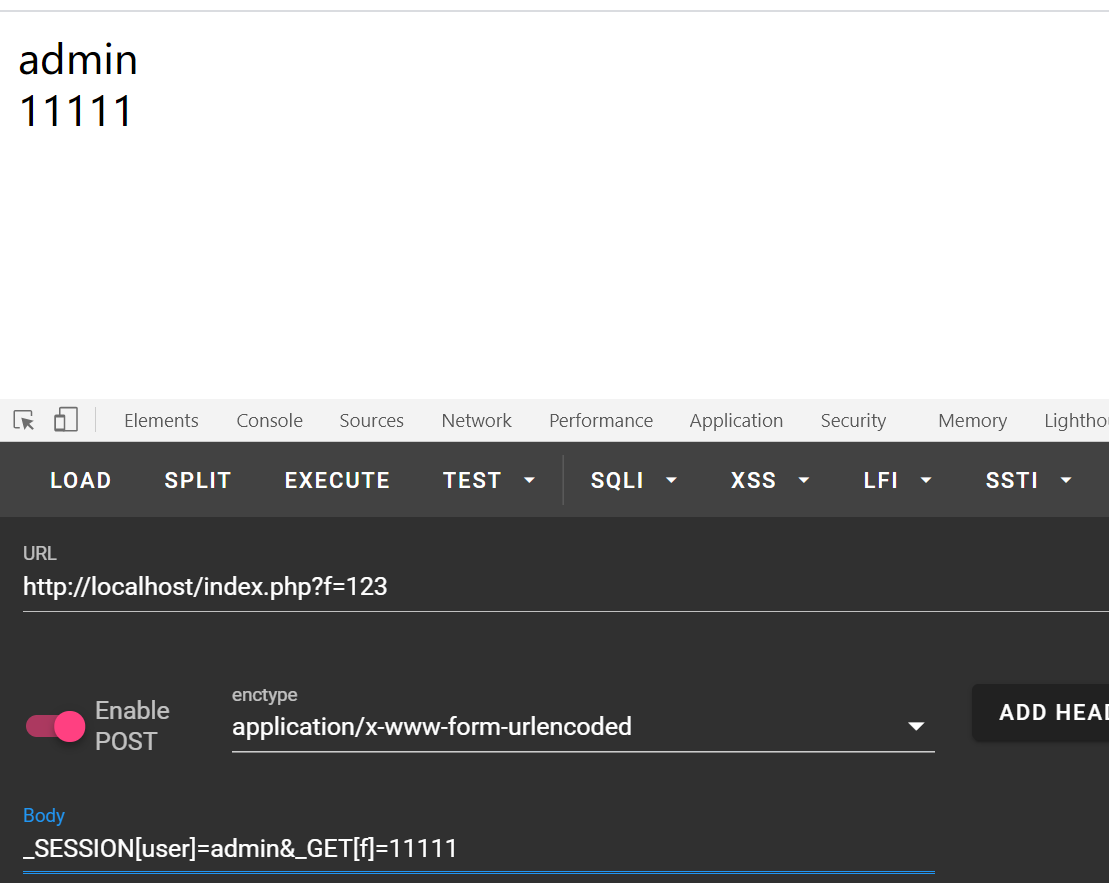 admin
11111
Elements Console Sources Network Performance Application Security Memory Lightho
LOAD SPLIT EXECUTE TEST SQLI XSS LFI SSTI
URL
http://localhost/index.php?f=123
enctype
Enable
POST
application/x-www-form-urlencoded
ADD HEAD
Body
_SESSION[user]=admin&_GET[f]=11111